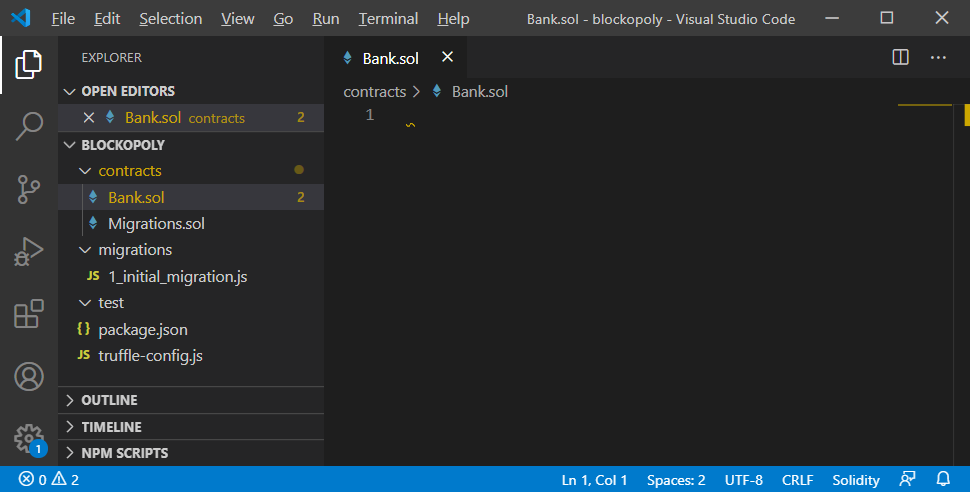 File Edit Selection View Go Run Terminal Help Bank.sol - blockopoly - Visual Studio Code
EXPLORER
OPEN EDITORS
Bank.sol contracts 2
BLOCKOPOLY
contracts
Bank.sol 2
Migrations.sol
migrations
JS 1_initial_migration.js
test
{} package.json
JS truffle-config.js
OUTLINE
TIMELINE
NPM SCRIPTS
1
Bank.sol
contracts > Bank.sol
1
0 2 Ln 1, Col 1 Spaces: 2 UTF-8 CRLF Solidity